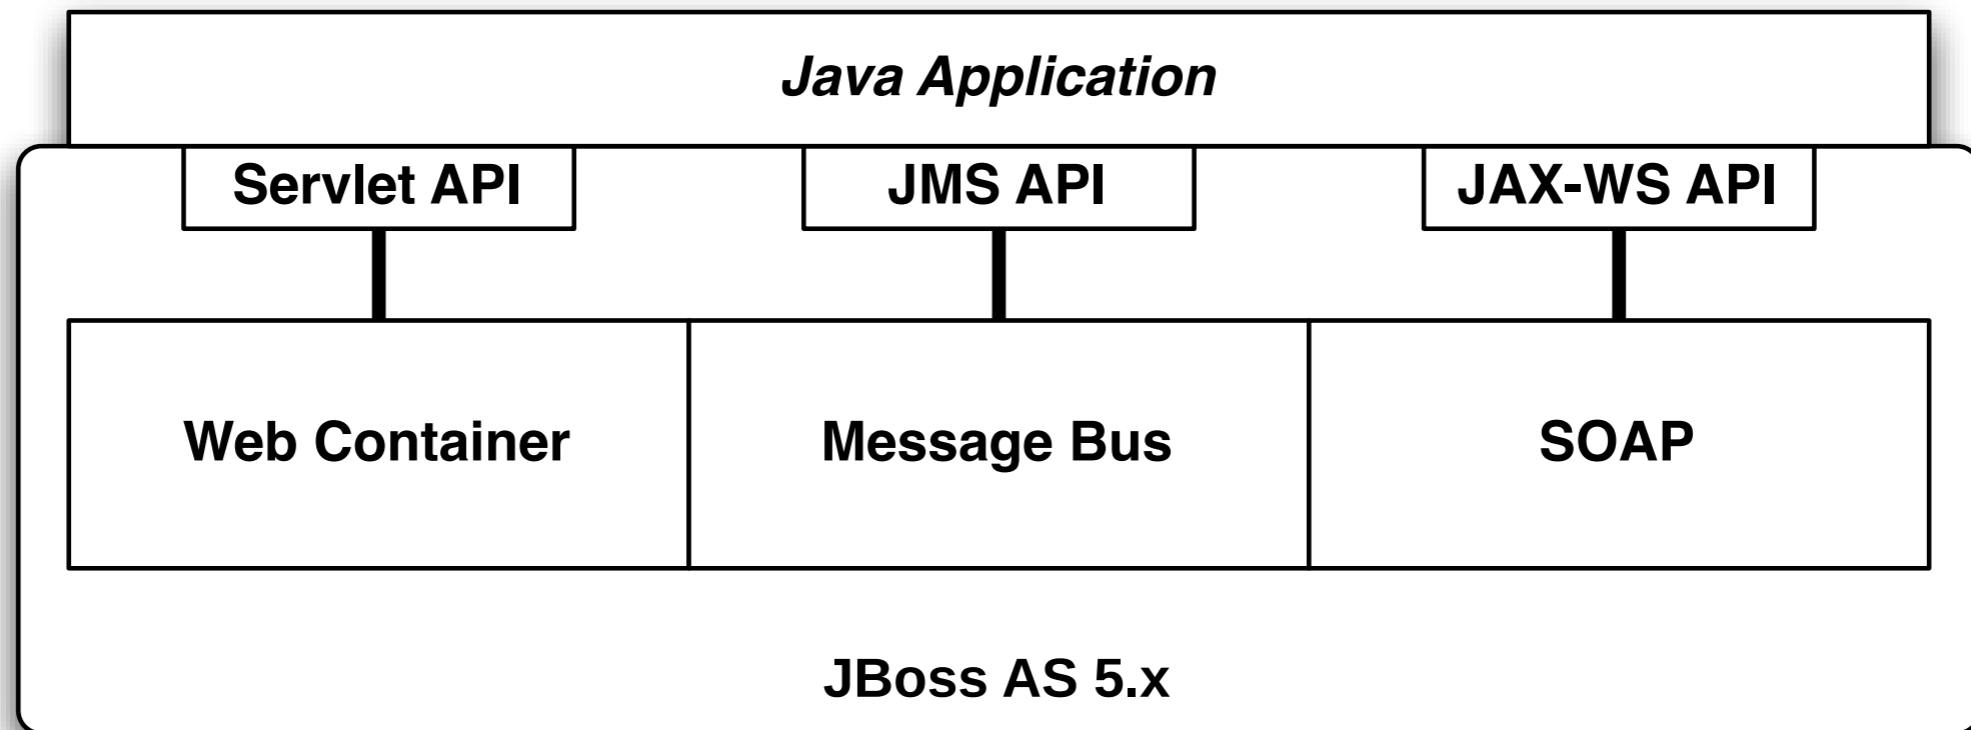 Java Application
Servlet API
JMS API
JAX-WS API
Web Container
Message Bus
SOAP
JBoss AS 5.x